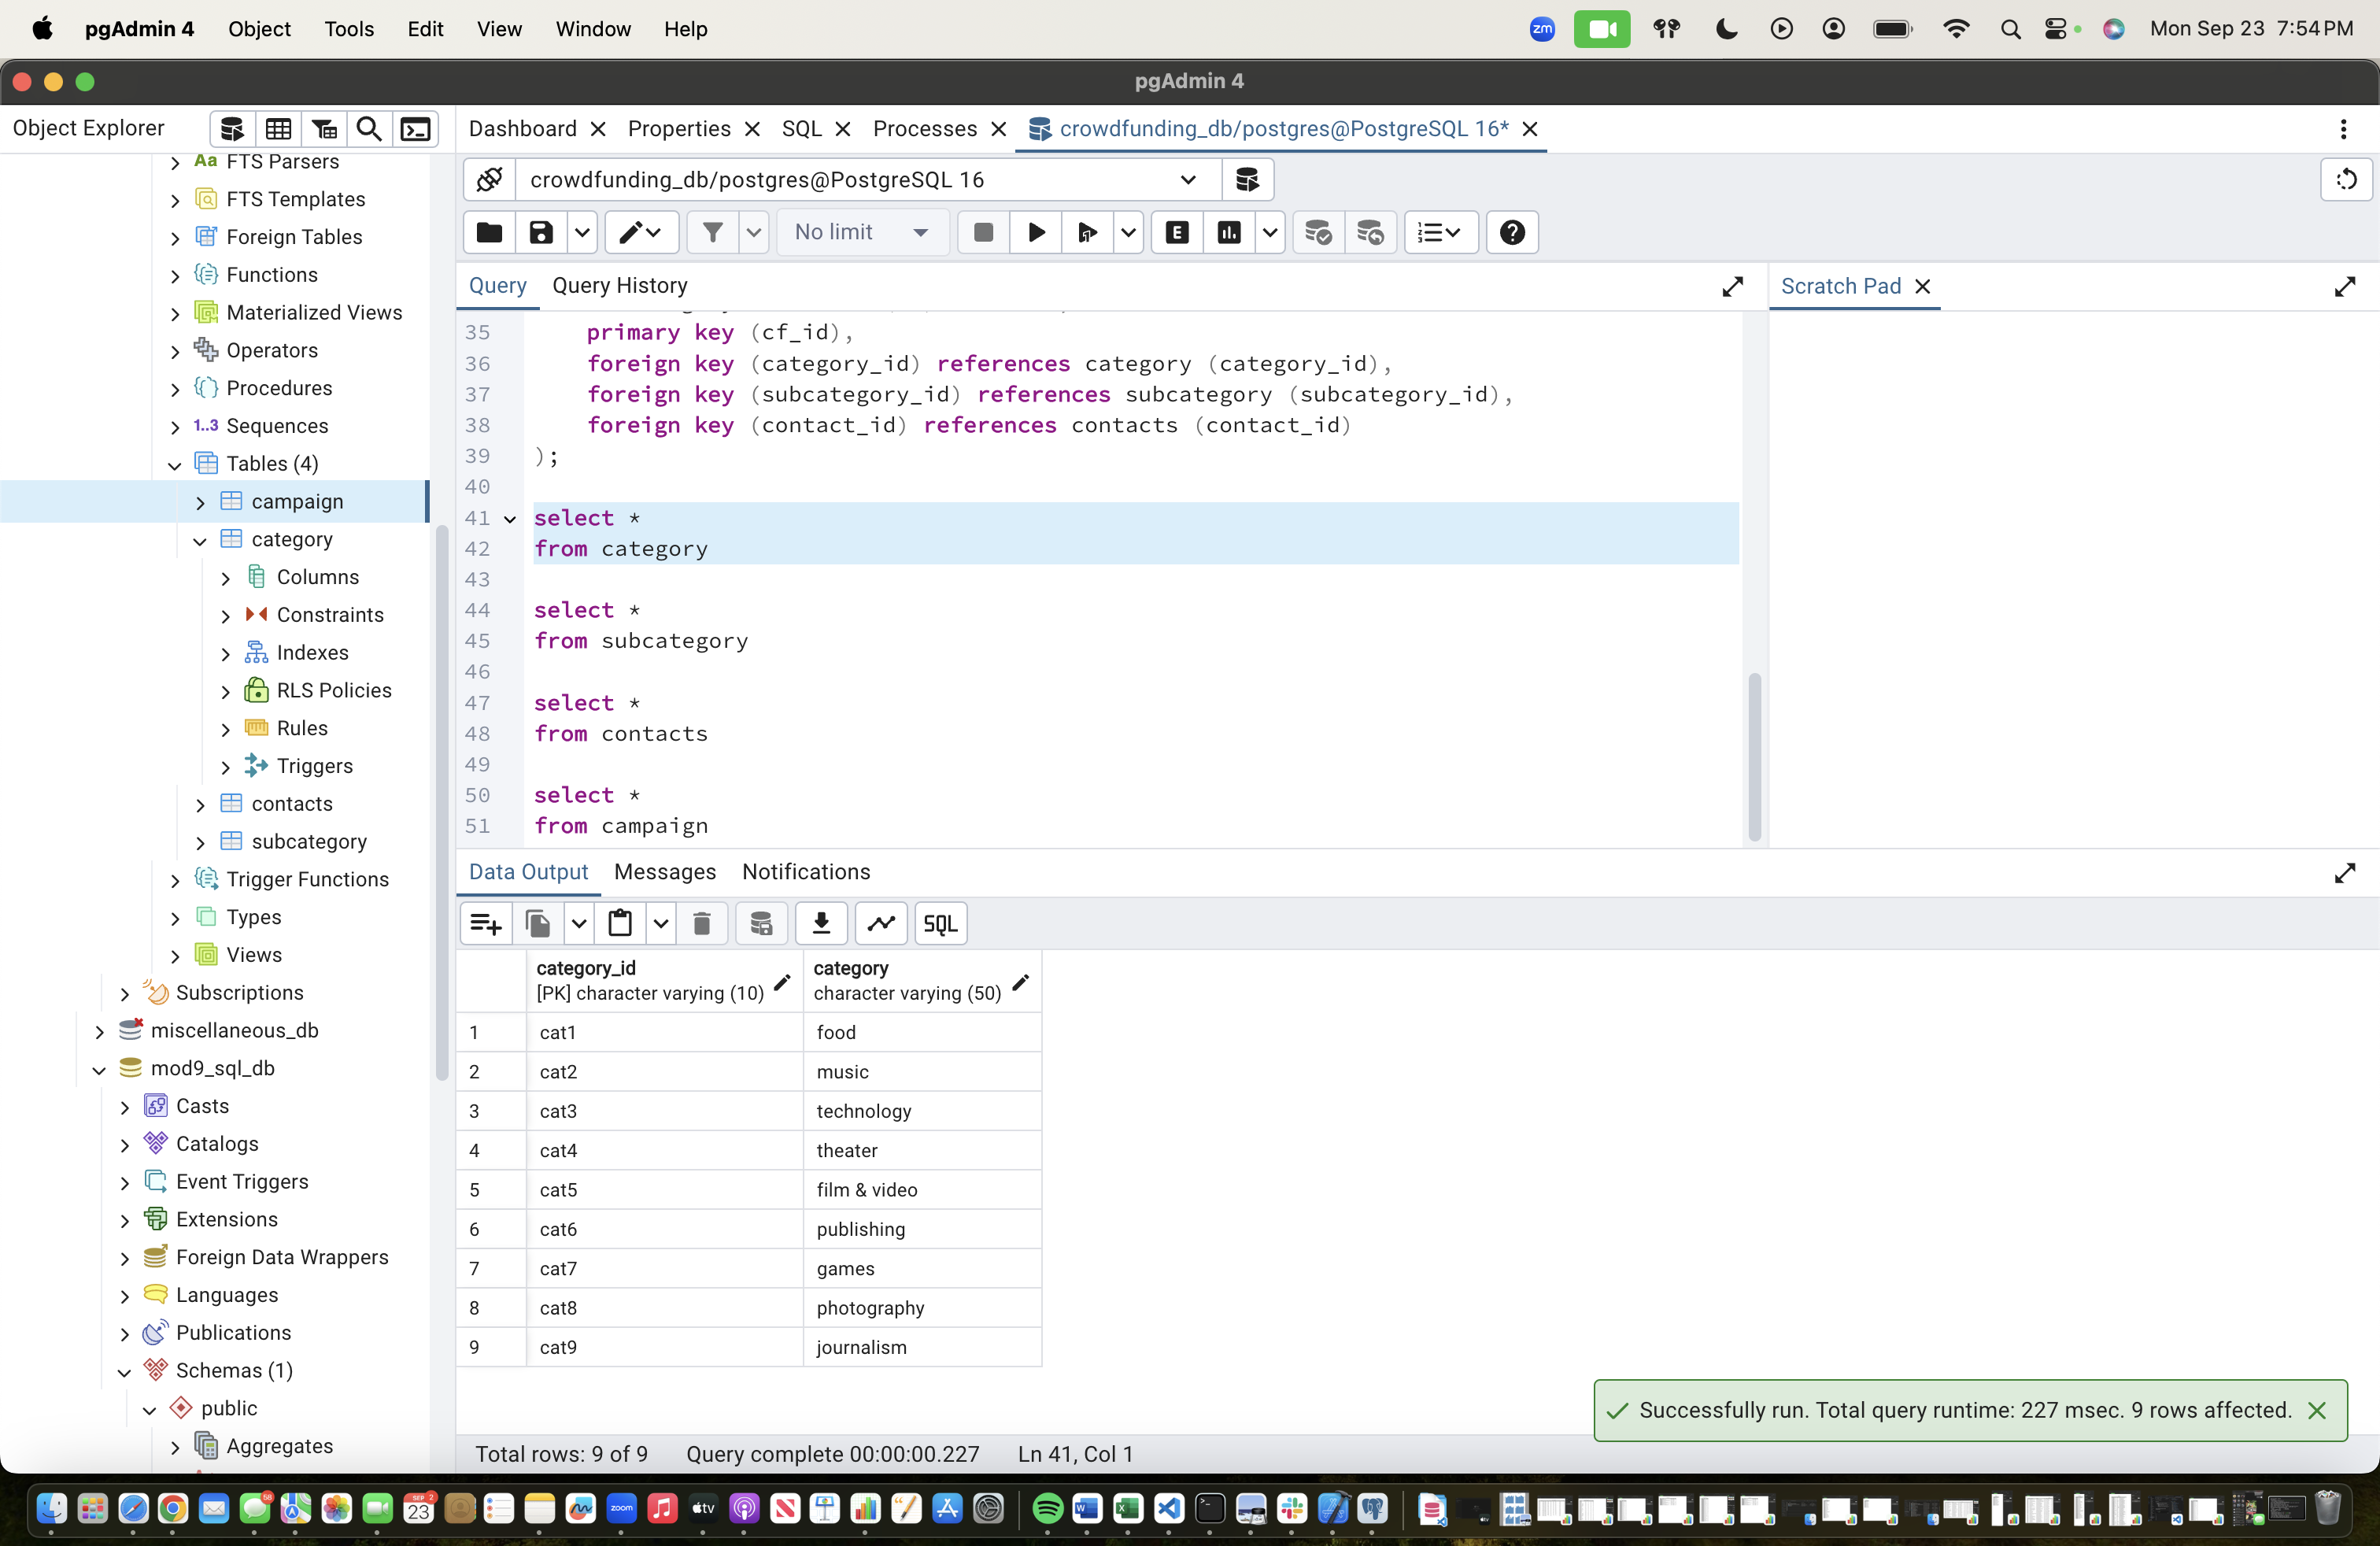 pgAdmin 4 Object Tools Edit View Window Help
zm
Mon Sep 23 7:54 PM
pgAdmin 4
Object Explorer
Dashboard Properties SQL Processes crowdfunding_db/postgres@PostgreSQL 16*
FTS Parsers
FTS Templates
Foreign Tables
Functions
Materialized Views
Operators
Procedures
1..3 Sequences
Tables (4)
campaign
category
Columns
Constraints
Indexes
RLS Policies
Rules
Triggers
contacts
subcategory
Trigger Functions
Types
Views
Subscriptions
miscellaneous_db
mod9_sql_db
Casts
Catalogs
Event Triggers
Extensions
Foreign Data Wrappers
Languages
Publications
Schemas (1)
public
Aggregates
crowdfunding_db/postgres@PostgreSQL 16
No limit
E
Query Query History
Scratch Pad
35 primary key (cf_id),
36 foreign key (category_id) references category (category_id),
37 foreign key (subcategory_id) references subcategory (subcategory_id),
38 foreign key (contact_id) references contacts (contact_id)
39 );
40
41 select *
42 from category
43
44 select *
45 from subcategory
46
47 select *
48 from contacts
49
50 select *
51 from campaign
Data Output Messages Notifications
SQL
category_id
[PK] character varying (10)
category
character varying (50)
1 cat1 food
2 cat2 music
3 cat3 technology
4 cat4 theater
5 cat5 film & video
6 cat6 publishing
7 cat7 games
8 cat8 photography
9 cat9 journalism
Successfully run. Total query runtime: 227 msec. 9 rows affected.
Total rows: 9 of 9 Query complete 00:00:00.227 Ln 41, Col 1
58
SEP
2
23
zoom
tv